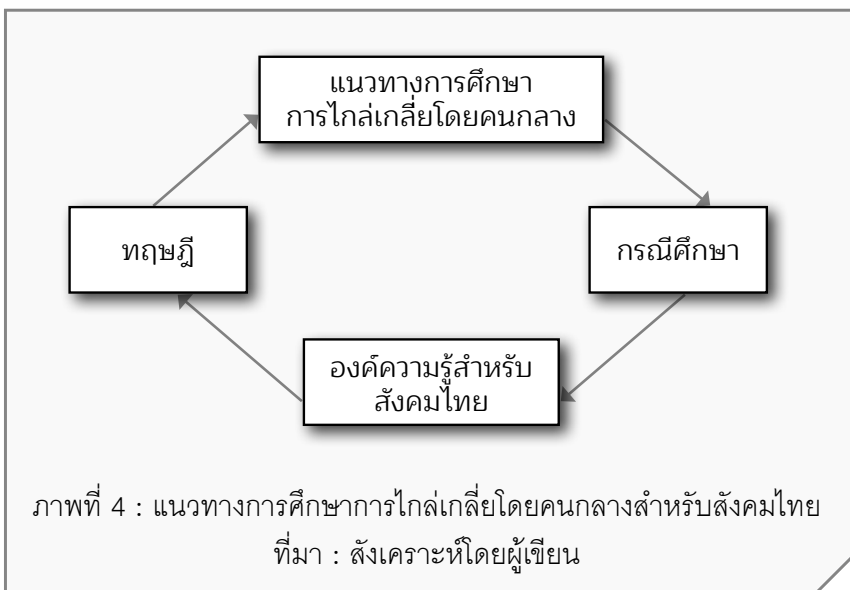 แนวทางการศึกษา
การไกล่เกลี่ยโดยคนกลาง
ทฤษฎี
กรณีศึกษา
องค์ความรู้สำหรับ
สังคมไทย
ภาพที่ 4 : แนวทางการศึกษาการไกล่เกลี่ยโดยคนกลางสำหรับสังคมไทย
ที่มา : สังเคราะห์โดยผู้เขียน